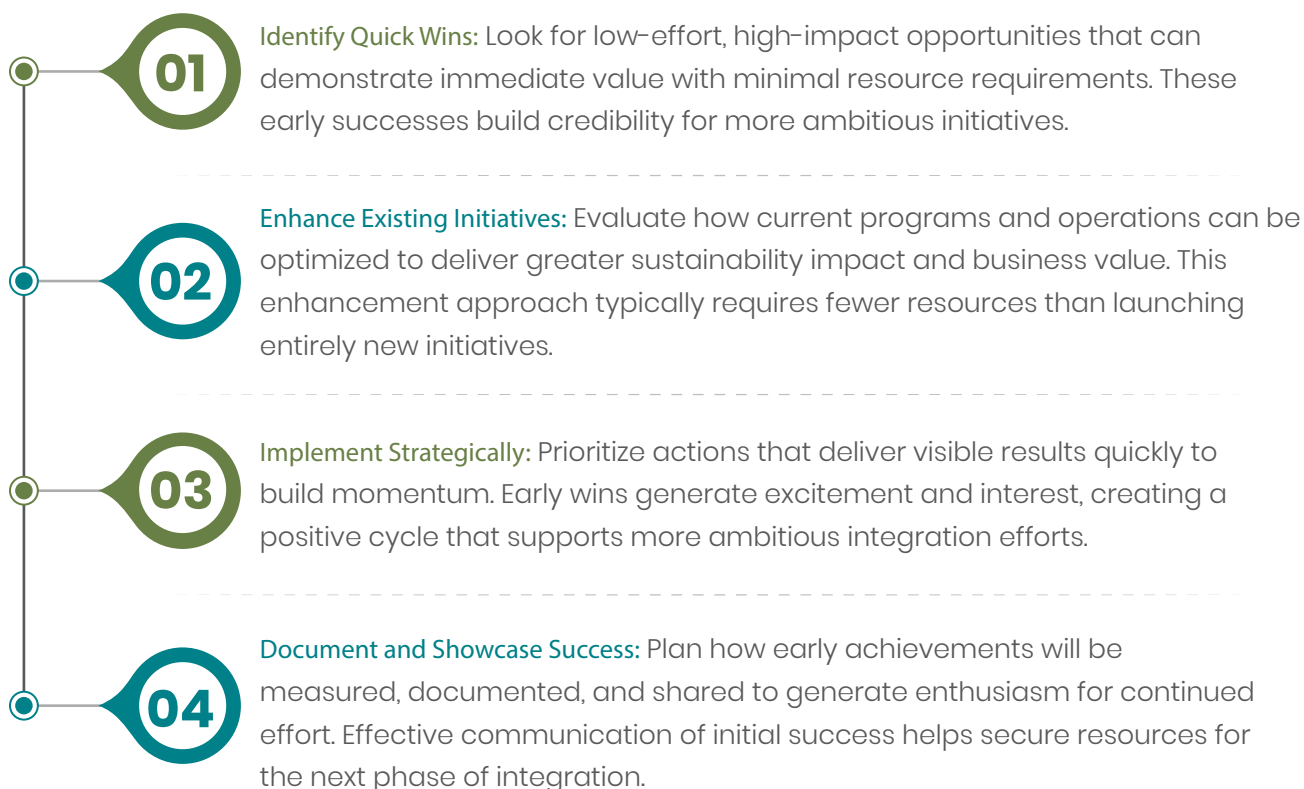 01
Identify Quick Wins: Look for low-effort, high-impact opportunities that can
demonstrate immediate value with minimal resource requirements. These
early successes build credibility for more ambitious initiatives.
02
Enhance Existing Initiatives: Evaluate how current programs and operations can be
optimized to deliver greater sustainability impact and business value. This
enhancement approach typically requires fewer resources than launching
entirely new initiatives.
03
Implement Strategically: Prioritize actions that deliver visible results quickly to
build momentum. Early wins generate excitement and interest, creating a
positive cycle that supports more ambitious integration efforts.
04
Document and Showcase Success: Plan how early achievements will be
measured, documented, and shared to generate enthusiasm for continued
effort. Effective communication of initial success helps secure resources for
the next phase of integration.